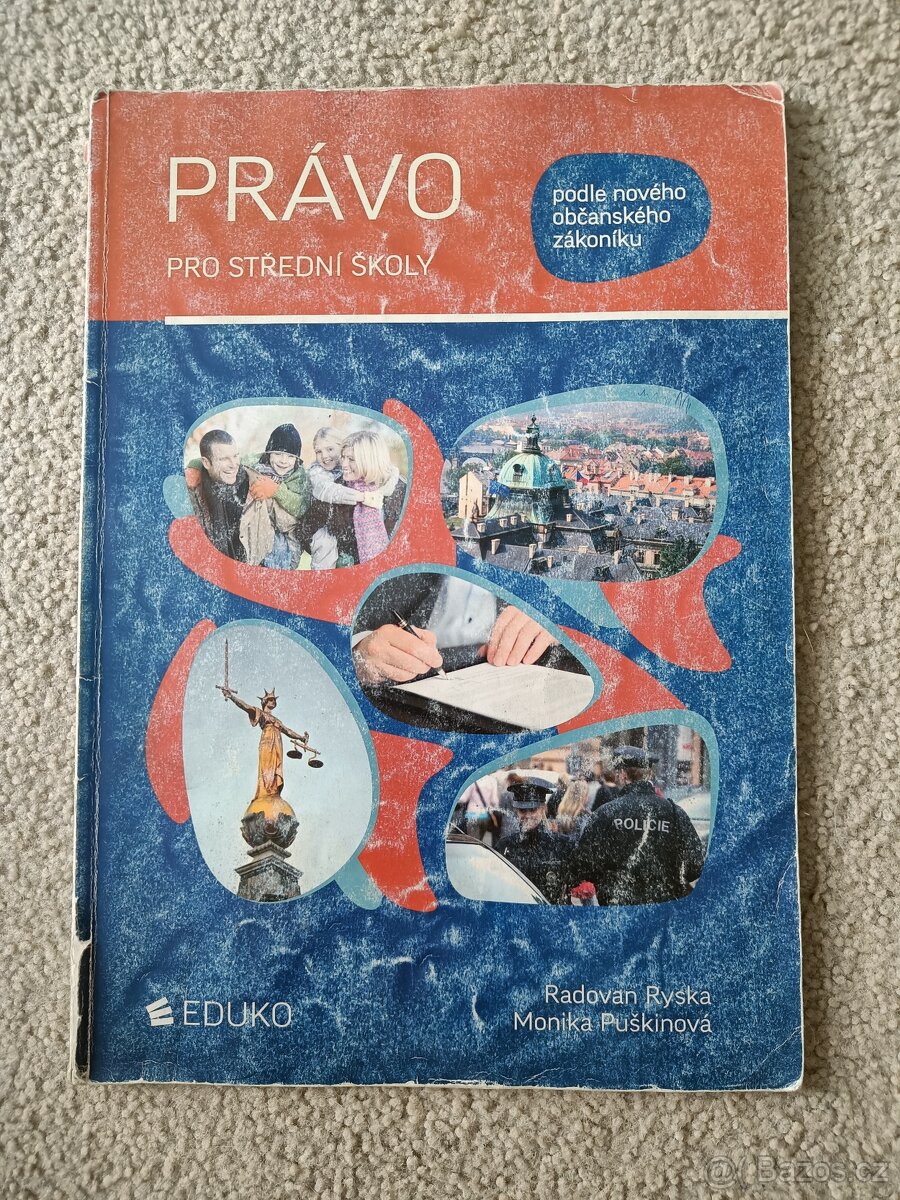 PRÁVO
PRO STŘEDNÍ ŠKOLY
podle nového
občanského
zákoníku
POLICIE
EDUKO
Radovan Ryska
Monika Puškinová
@ Bazos.cz